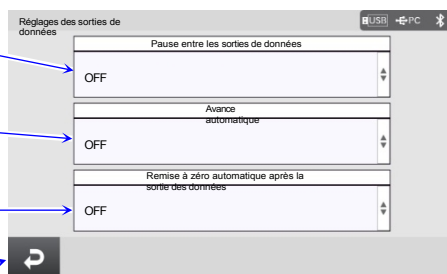 Réglages des sorties de
données
USB PC
Pause entre les sorties de données
OFF
Avance
automatique
OFF
Remise à zéro automatique après la
sortie des données
OFF